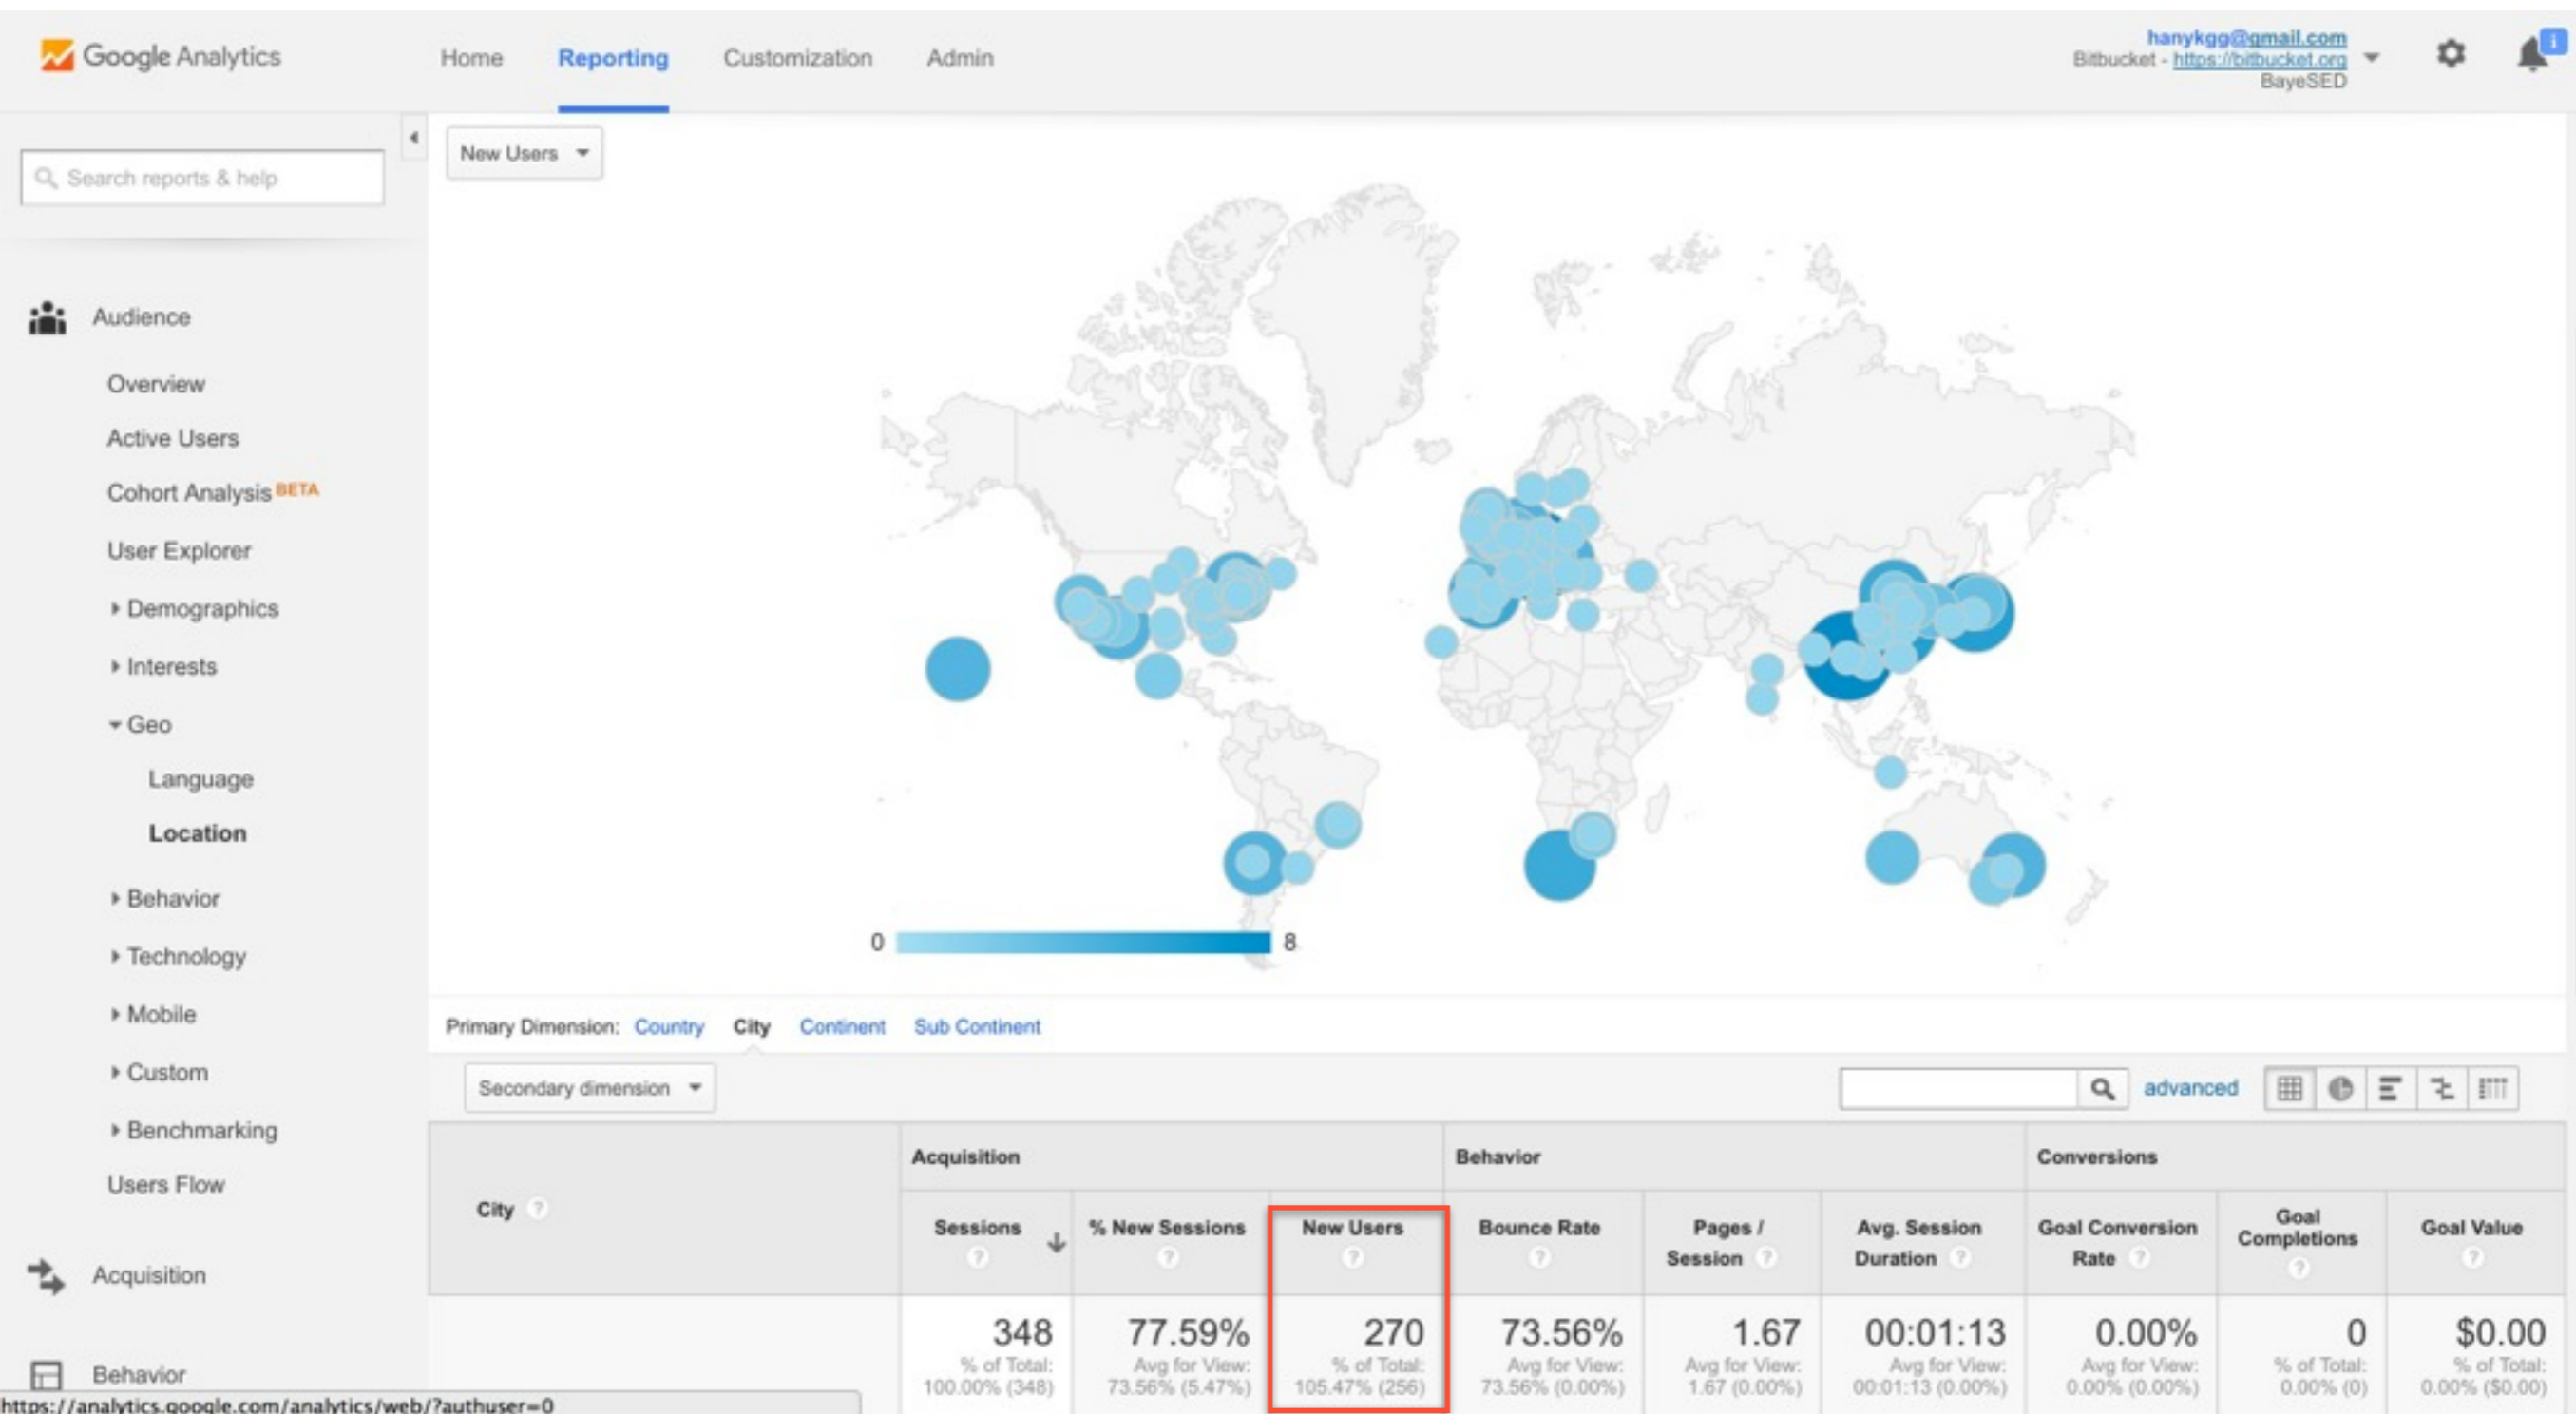 Google Analytics
Home Reporting Customization Admin
hanykgg@gmail.com
Bitbucket - https://bitbucket.org
BayeSED
i
Search reports & help
Audience
Overview
Active Users
Cohort Analysis BETA
User Explorer
Demographics
Interests
Geo
Language
Location
Behavior
Technology
Mobile
Custom
Benchmarking
Users Flow
Acquisition
Behavior
https://analytics.google.com/analytics/web/?authuser=0
New Users
0 8
Primary Dimension: Country City Continent Sub Continent
Secondary dimension
advanced
City ?
Acquisition Behavior Conversions
Sessions ? % New Sessions ? New Users ? Bounce Rate ? Pages / Session ? Avg. Session Duration ? Goal Conversion Rate ? Goal Completions ? Goal Value ?
348 77.59% 270 73.56% 1.67 00:01:13 0.00% 0 $0.00
% of Total: Avg for View: % of Total: Avg for View: Avg for View: Avg for View: Avg for View: % of Total: % of Total:
100.00% (348) 73.56% (5.47%) 105.47% (256) 73.56% (0.00%) 1.67 (0.00%) 00:01:13 (0.00%) 0.00% (0.00%) 0.00% (0) 0.00% ($0.00)